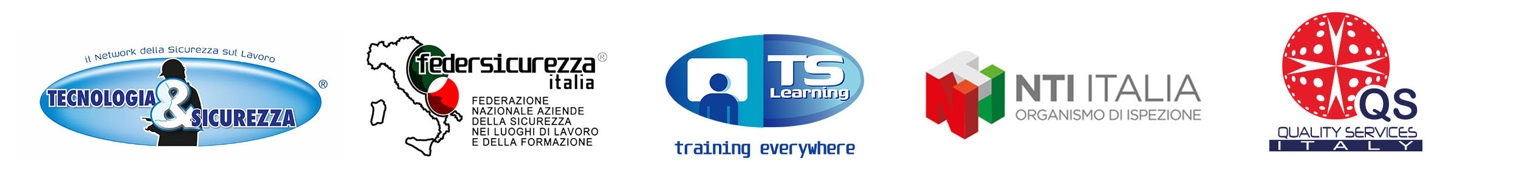 Il Network della Sicurezza sul Lavoro
TECNOLOGIA & SICUREZZA ®
federsicurezza ®
italia
FEDERAZIONE
NAZIONALE AZIENDE
DELLA SICUREZZA
NEI LUOGHI DI LAVORO
E DELLA FORMAZIONE
TS
Learning
training everywhere
NTI ITALIA
ORGANISMO DI ISPEZIONE
QS
QUALITY SERVICES
ITALY